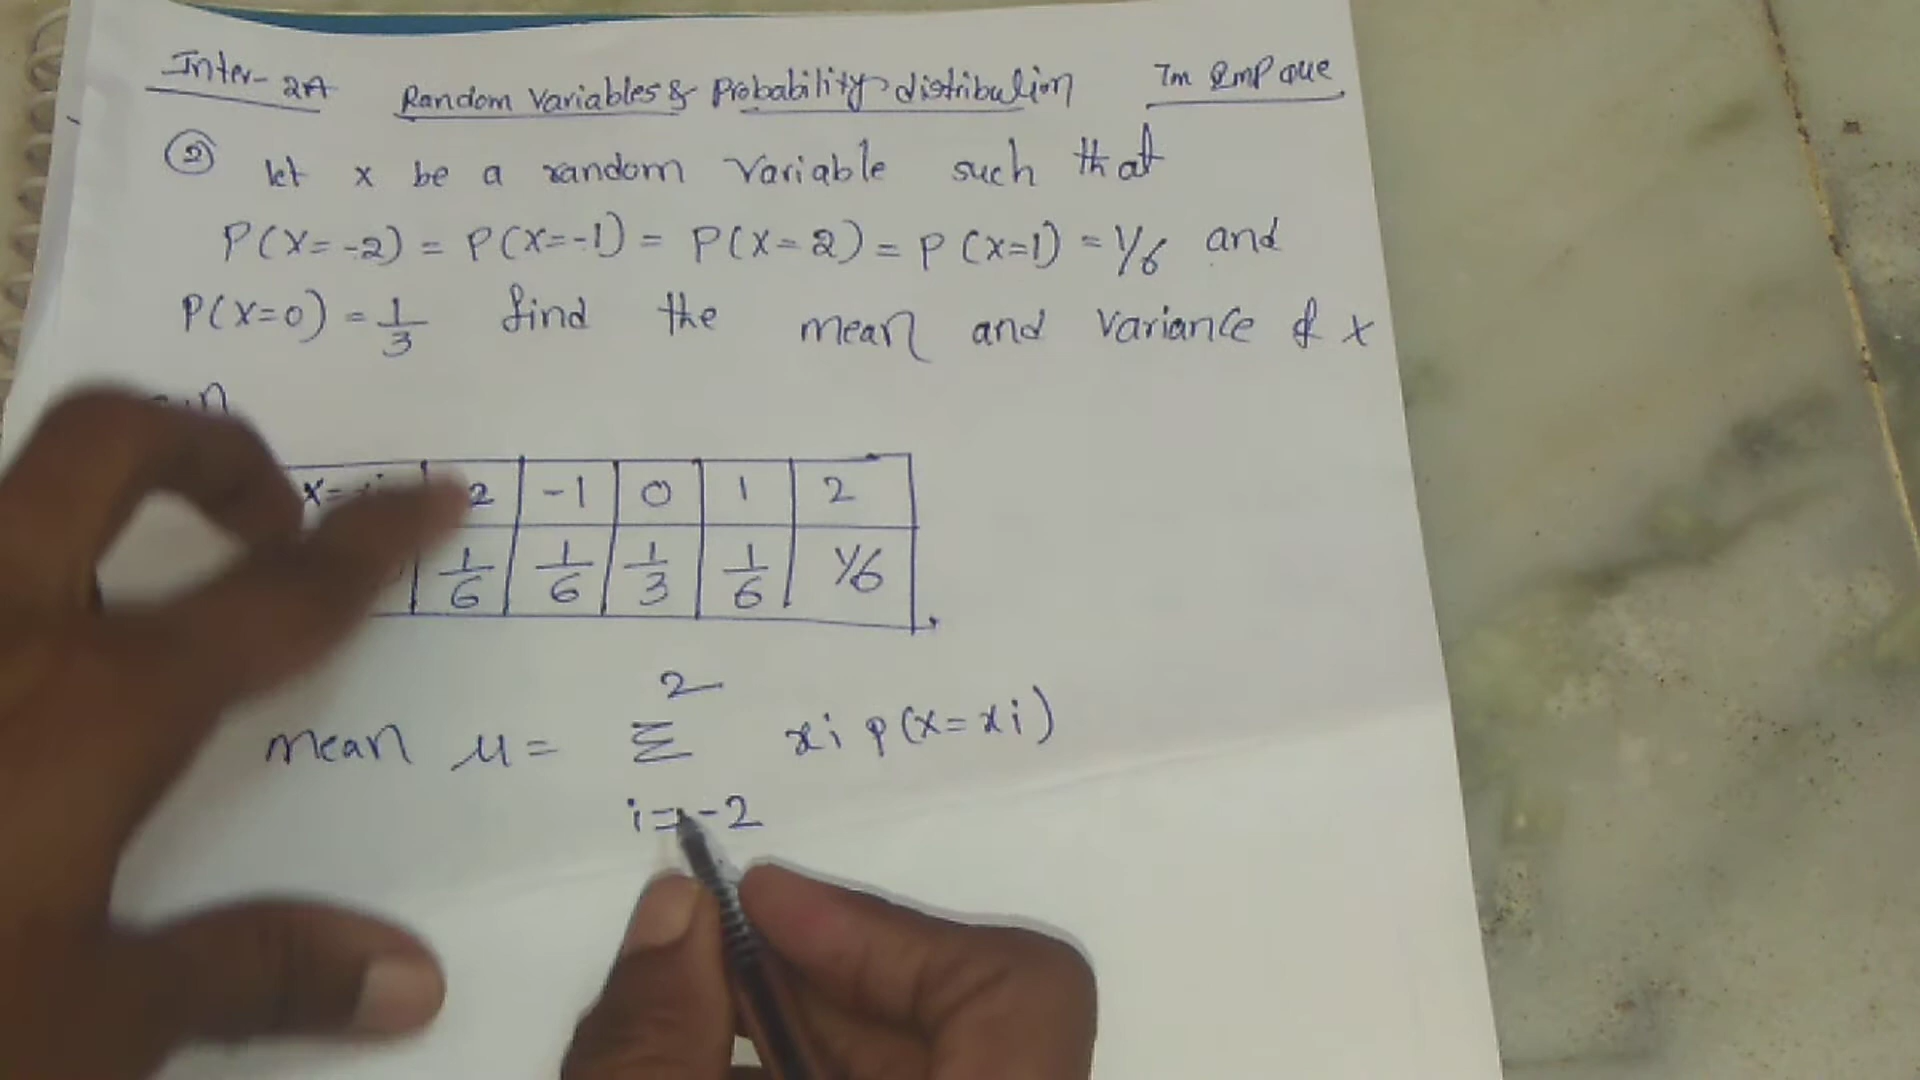 Inter-2A Random Variables & Probability distribution 7m Imp que
② let x be a random Variable such that
P(X=-2) = P(X=-1) = P(X=2) = P(X=1) = 1/6 and
P(X=0) = 1/3 find the mean and variance of x
2 -1 0 1 2
1/6 1/6 1/3 1/6 1/6
2
mean μ = Σ xi p(x=xi)
i=-2